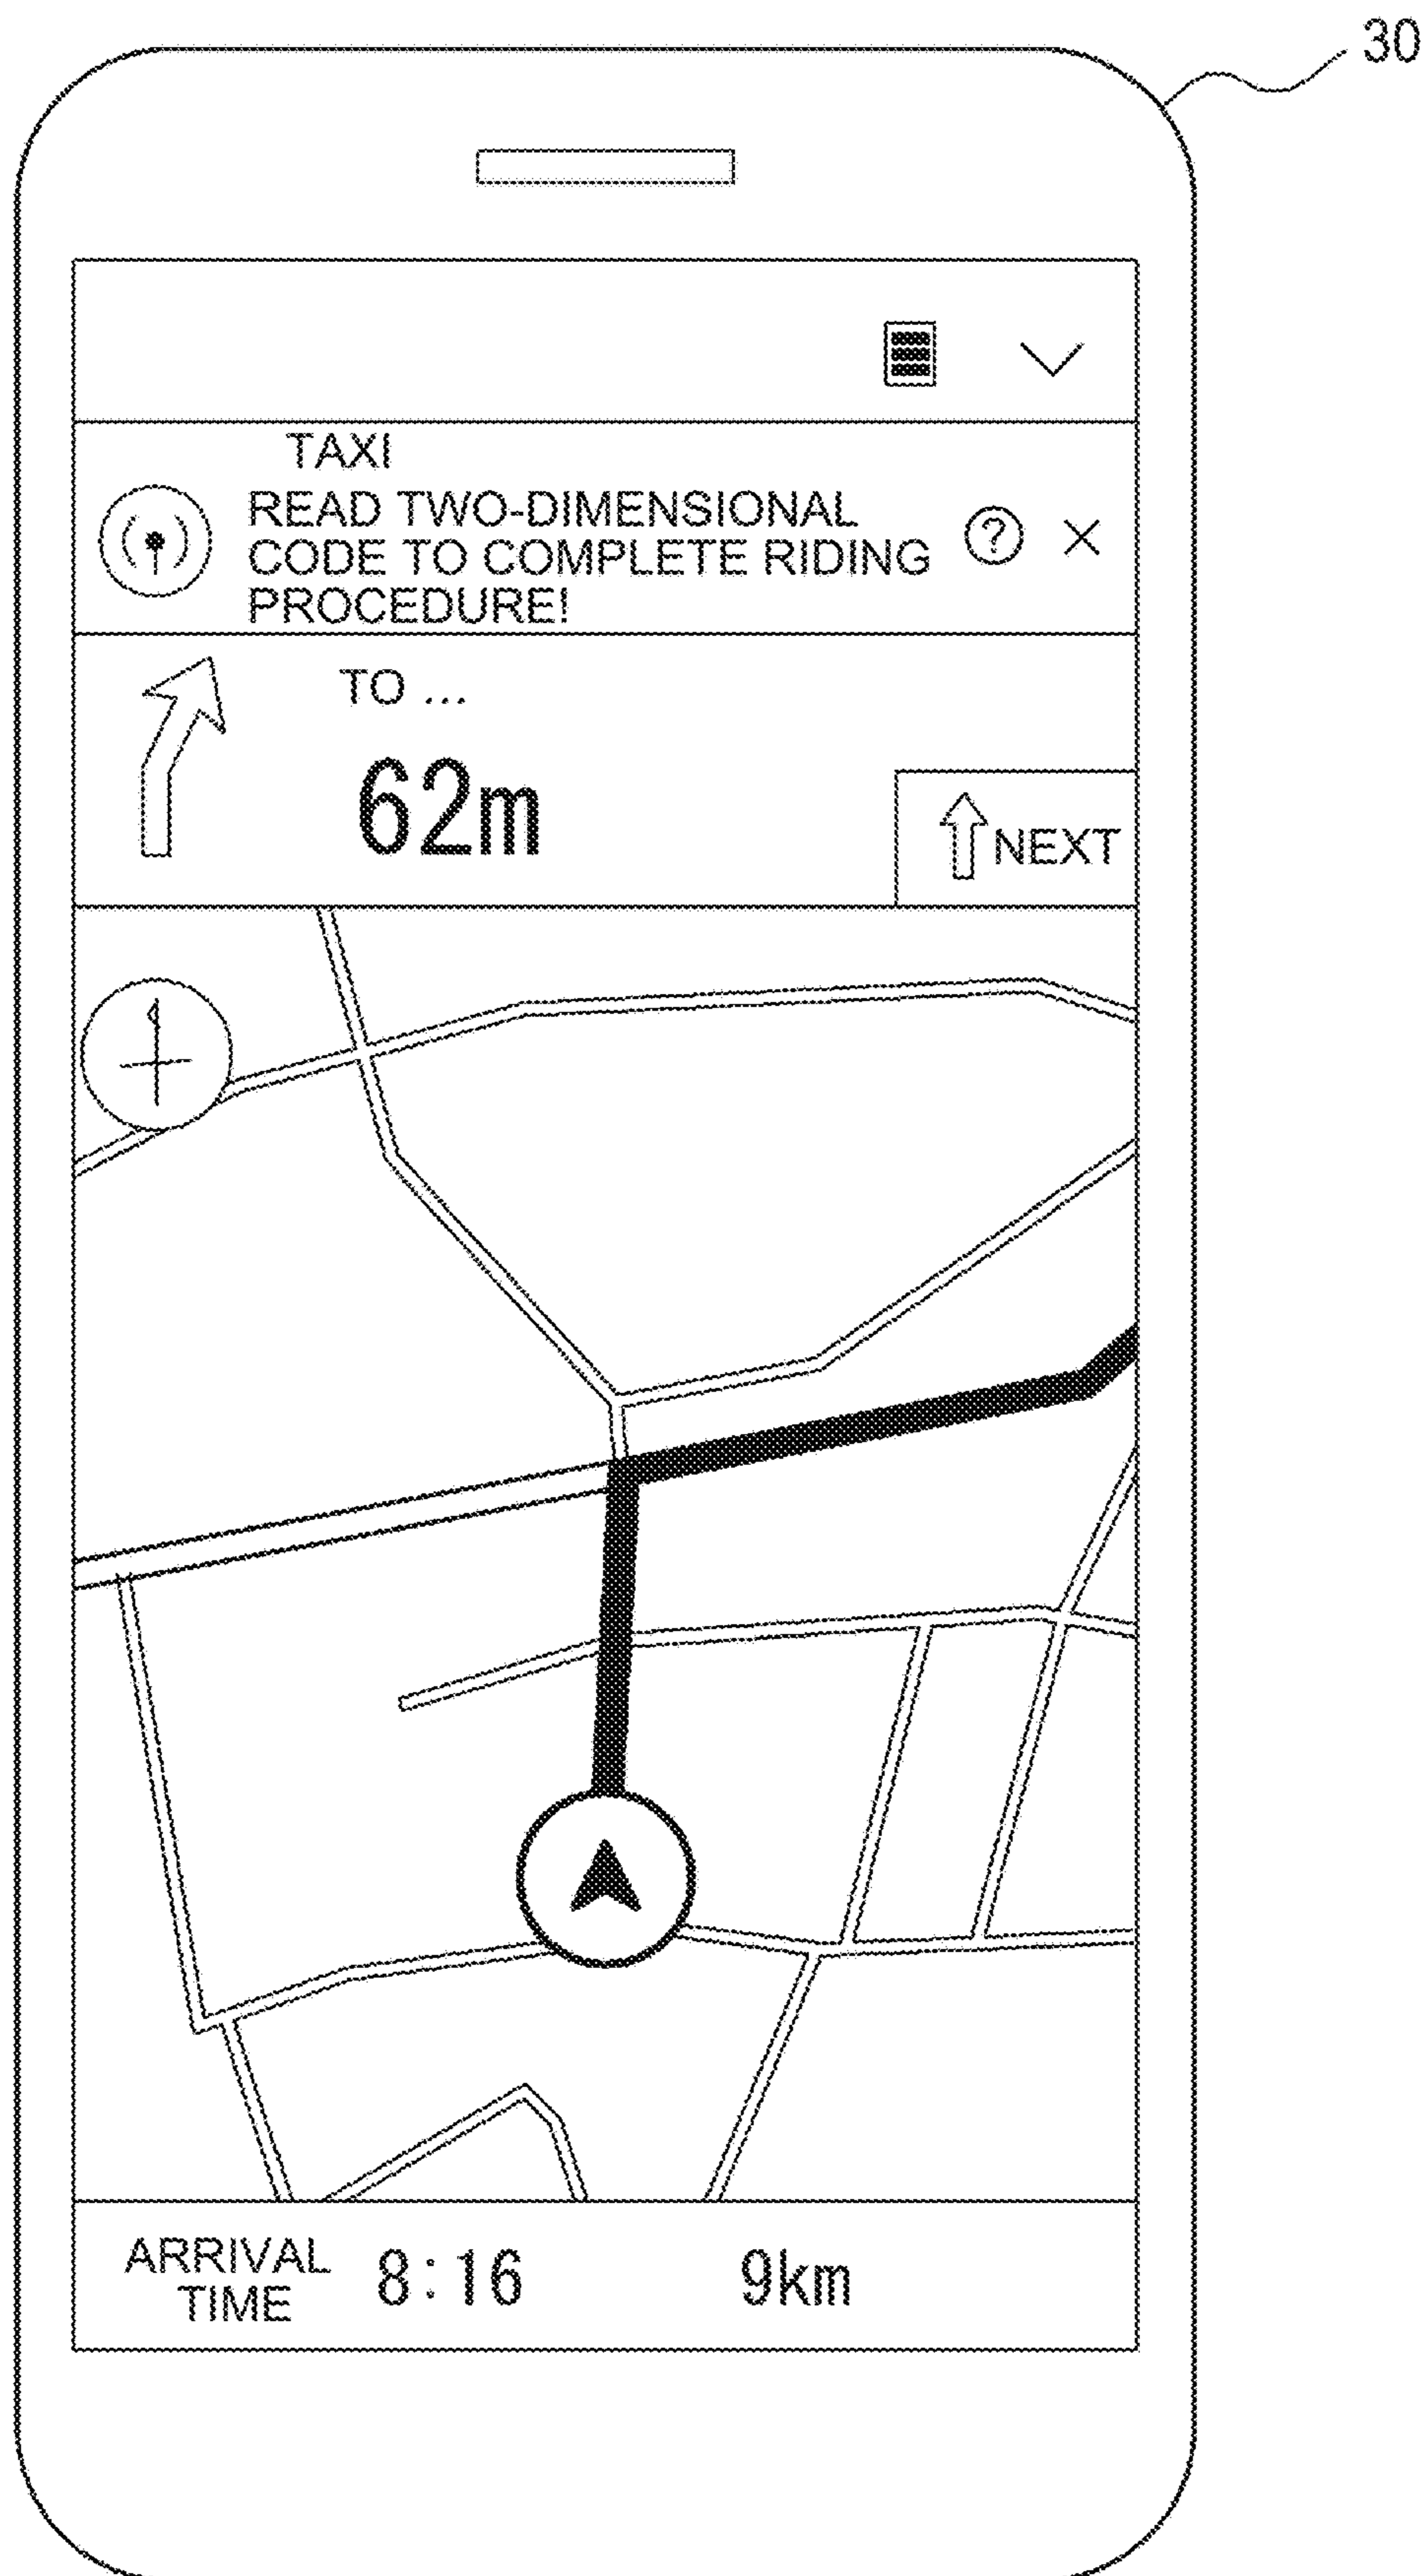 30
TAXI
READ TWO-DIMENSIONAL
CODE TO COMPLETE RIDING
PROCEDURE!
?
TO ...
62m
NEXT
ARRIVAL
TIME
8:16
9km